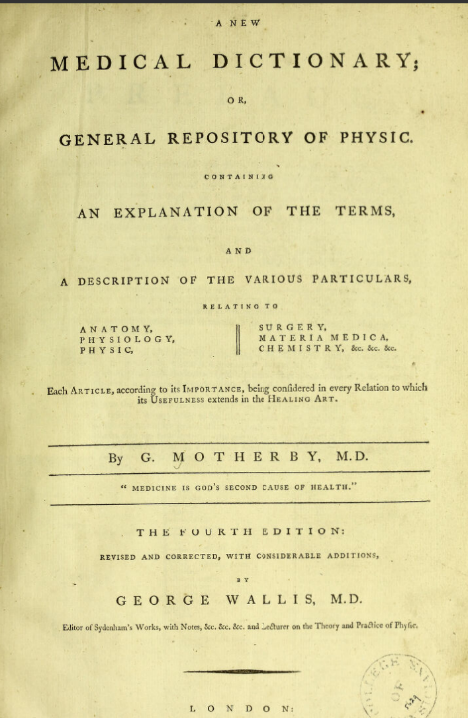 A NEW
MEDICAL DICTIONARY;
OR,
GENERAL REPOSITORY OF PHYSIC.
CONTAINING
AN EXPLANATION OF THE TERMS,
AND
A DESCRIPTION OF THE VARIOUS PARTICULARS,
RELATING TO
ANATOMY,
PHYSIOLOGY,
PHYSIC,
SURGERY,
MATERIA MEDICA,
CHEMISTRY, &c. &c. &c.
Each ARTICLE, according to its IMPORTANCE, being conſidered in every Relation to which
its USEFULNESS extends in the HEALING ART.
By G. MOTHERBY, M.D.
“ MEDICINE IS GOD'S SECOND CAUSE OF HEALTH.”
THE FOURTH EDITION:
REVISED AND CORRECTED, WITH CONSIDERABLE ADDITIONS,
BY
GEORGE WALLIS, M.D.
Editor of Sydenham's Works, with Notes, &c. &c. &c. and Lecturer on the Theory and Practice of Phyſic.
LONDON:
COLLEGE
OF